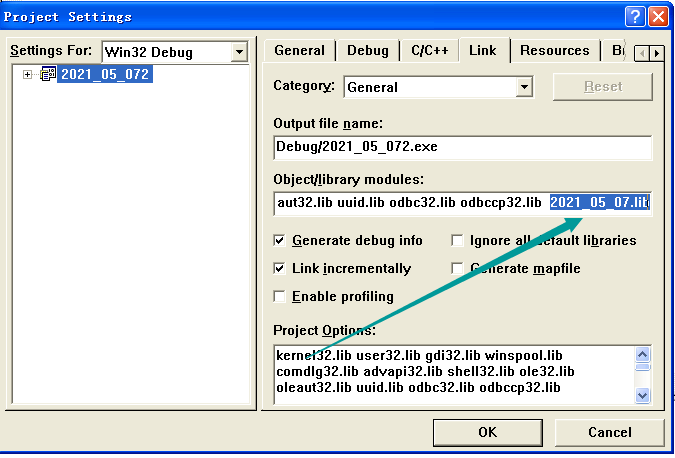 Project Settings
Settings For:
Win32 Debug
2021_05_072
General
Debug
C/C++
Link
Resources
Category:
General
Reset
Output file name:
Debug/2021_05_072.exe
Object/library modules:
aut32.lib uuid.lib odbc32.lib odbccp32.lib 2021_05_07.lib
Generate debug info
Ignore all default libraries
Link incrementally
Generate mapfile
Enable profiling
Project Options:
kernel32.lib user32.lib gdi32.lib winspool.lib
comdlg32.lib advapi32.lib shell32.lib ole32.lib
oleaut32.lib uuid.lib odbc32.lib odbccp32.lib
OK
Cancel